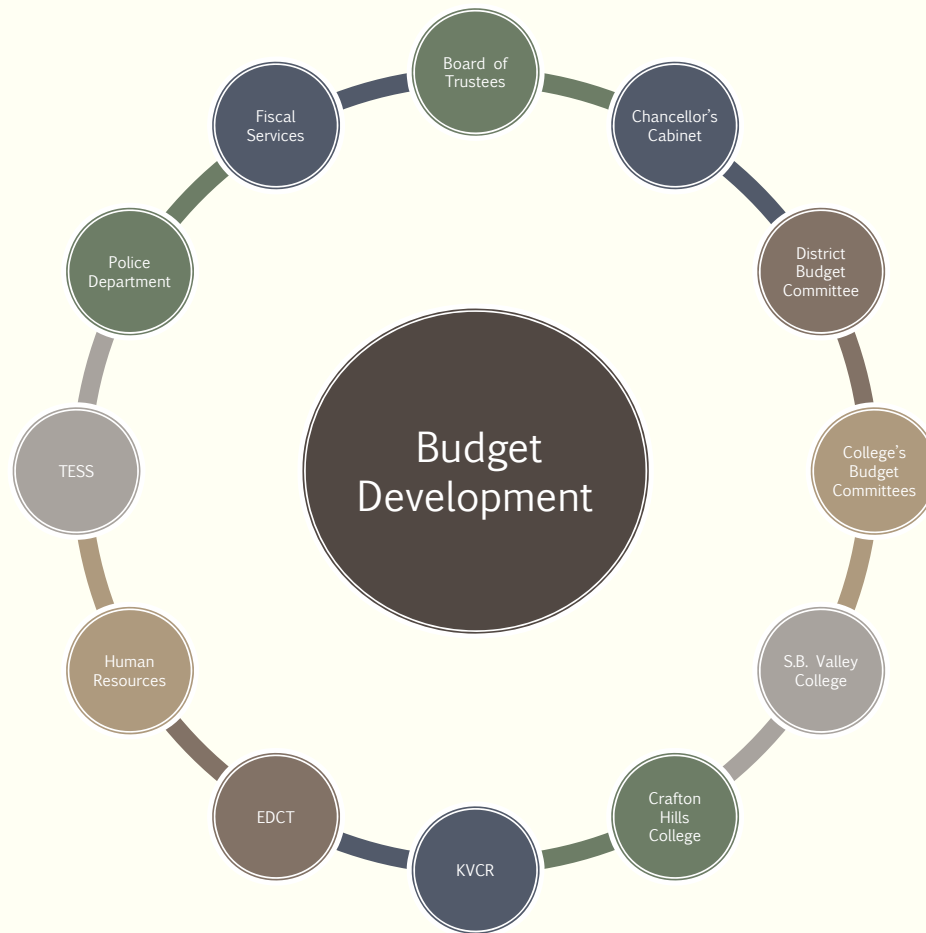 Board of
Trustees
Chancellor's
Cabinet
District
Budget
Committee
College's
Budget
Committees
S.B. Valley
College
Crafton
Hills
College
KVCR
EDCT
Human
Resources
TESS
Police
Department
Fiscal
Services
Budget
Development